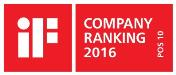 iF
COMPANY
RANKING
2016
POS 10